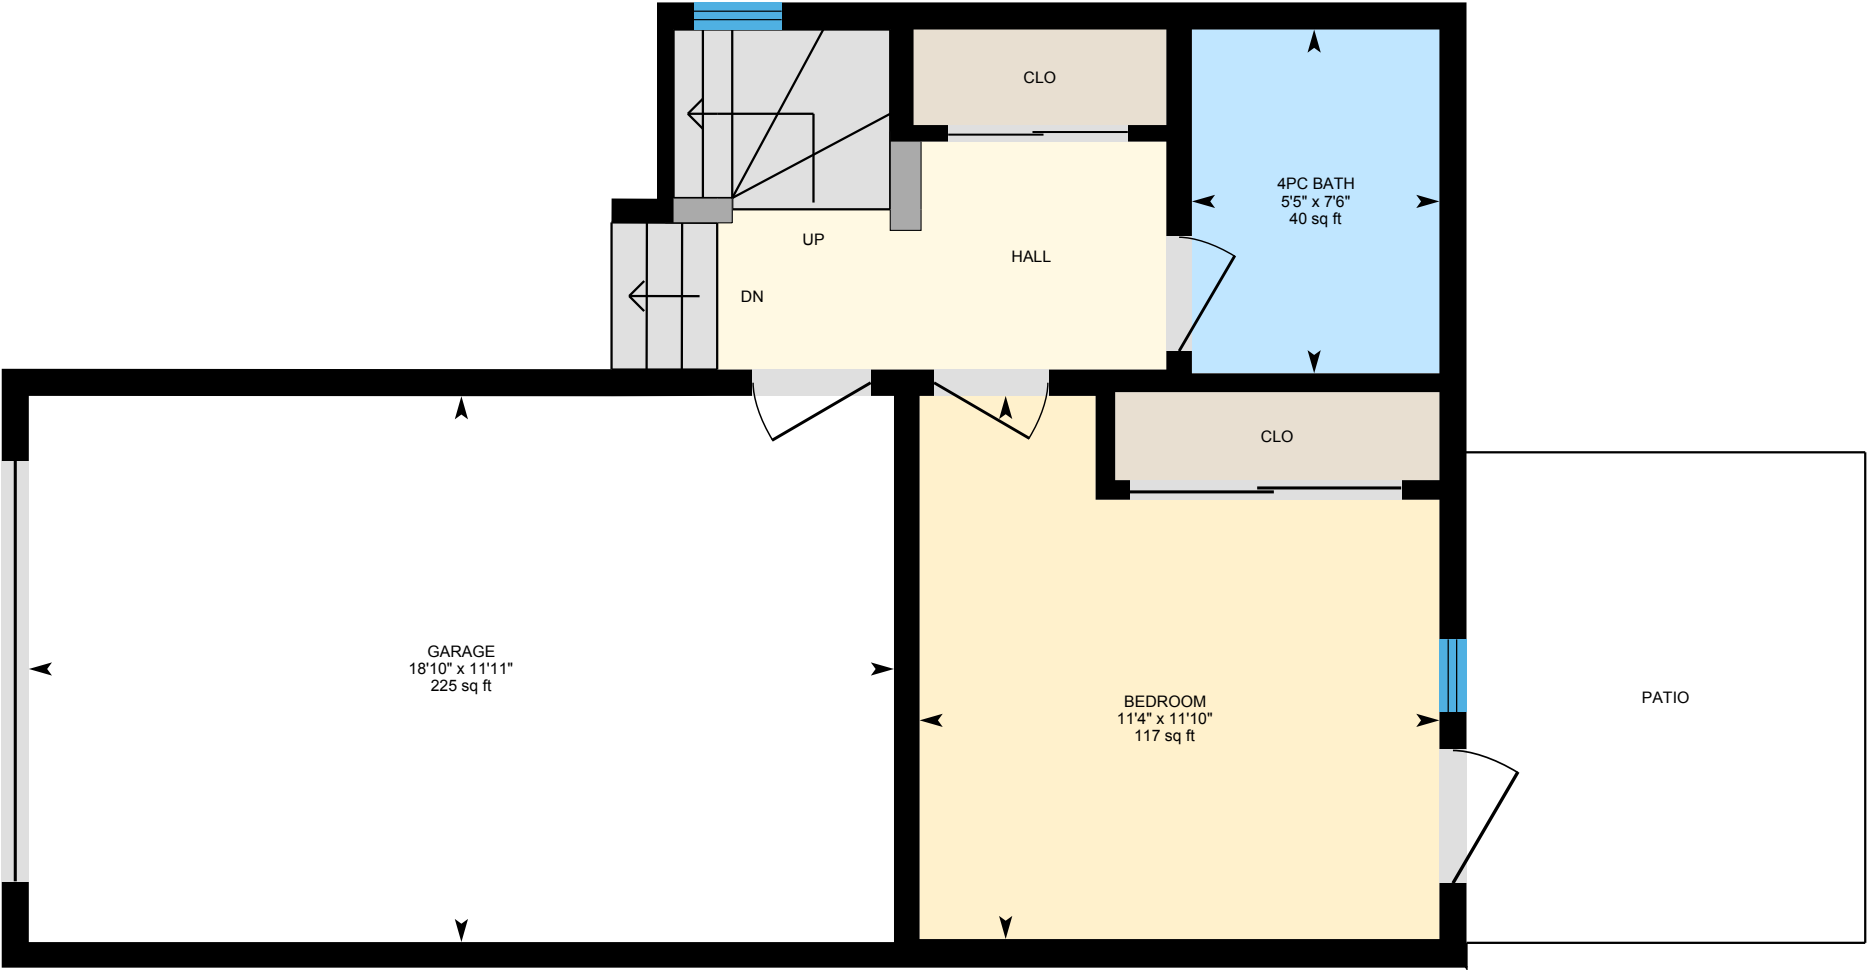 CLO
4PC BATH
5'5" x 7'6"
40 sq ft
UP
HALL
DN
CLO
GARAGE
18'10" x 11'11"
225 sq ft
BEDROOM
11'4" x 11'10"
117 sq ft
PATIO